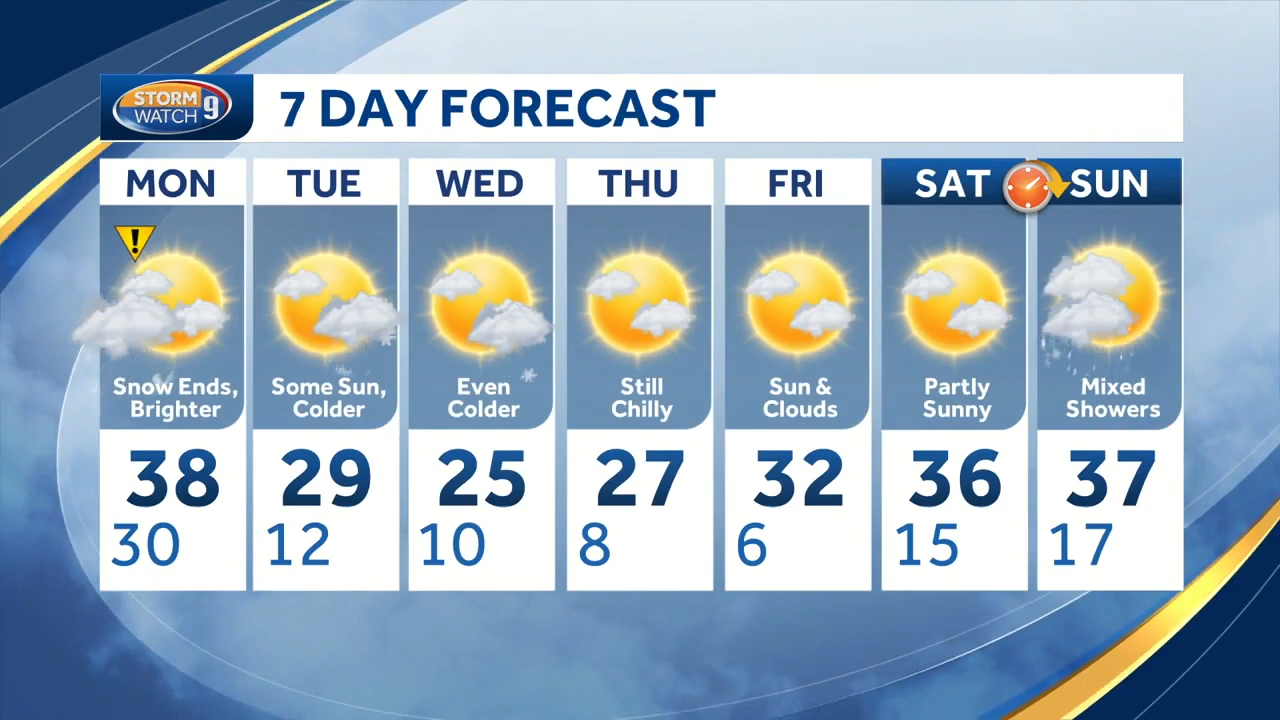 STORM
WATCH 9
7 DAY FORECAST
MON
TUE
WED
THU
FRI
SAT
SUN
!
Snow Ends,
Brighter
Some Sun,
Colder
Even
Colder
Still
Chilly
Sun &
Clouds
Partly
Sunny
Mixed
Showers
38
29
25
27
32
36
37
30
12
10
8
6
15
17